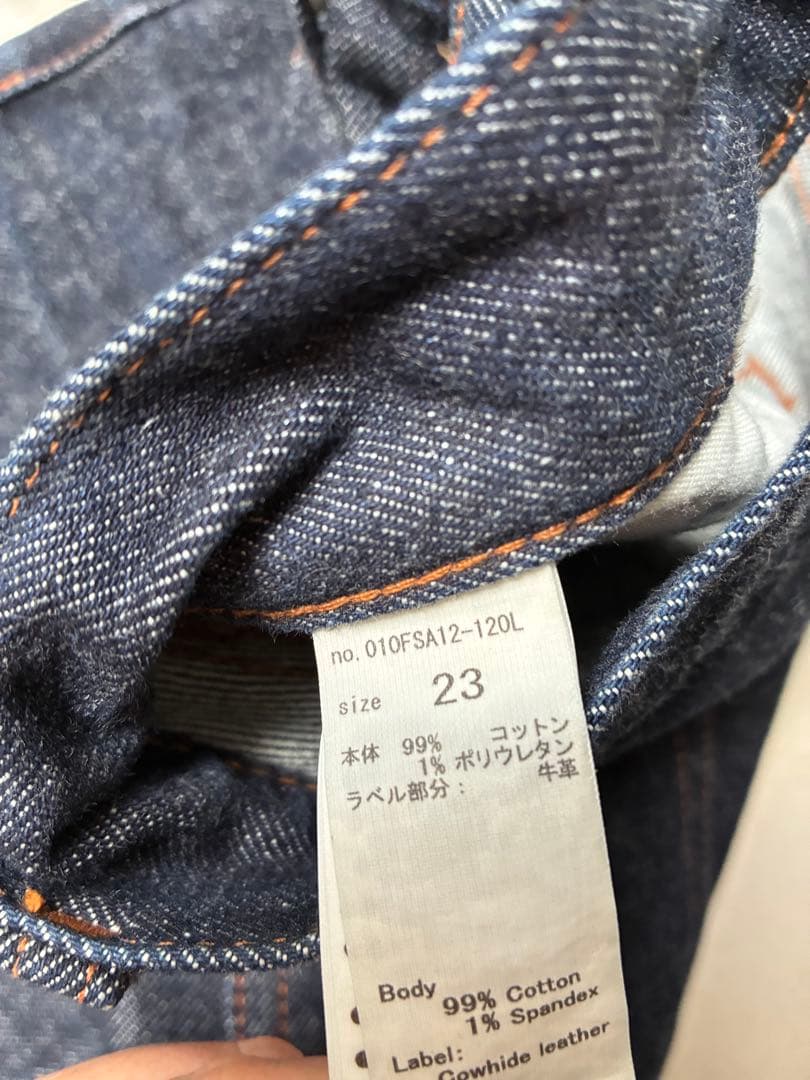 no.010FSA12-120L
size 23
本体 99% コットン
1% ポリウレタン
ラベル部分： 牛革
Body 99% Cotton
1% Spandex
Label:
Cowhide leather